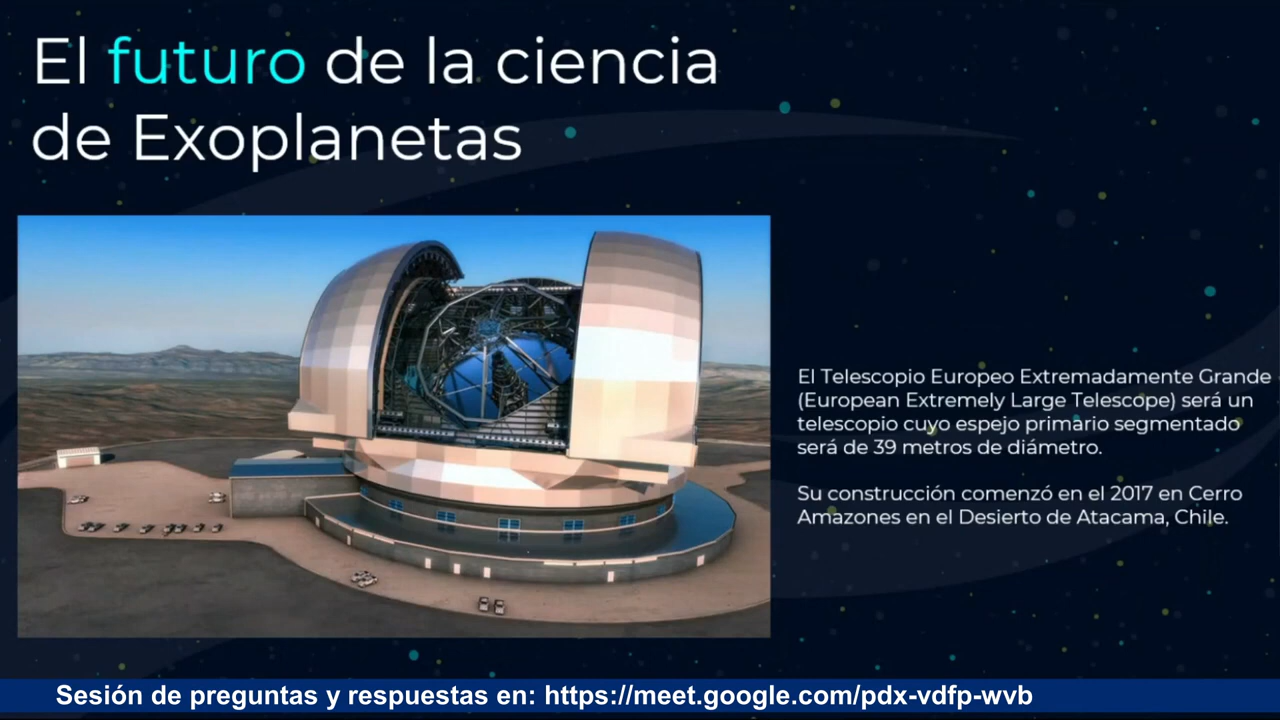 El futuro de la ciencia
de Exoplanetas
El Telescopio Europeo Extremadamente Grande
(European Extremely Large Telescope) será un
telescopio cuyo espejo primario segmentado
será de 39 metros de diámetro.
Su construcción comenzó en el 2017 en Cerro
Amazones en el Desierto de Atacama, Chile.
Sesión de preguntas y respuestas en: https://meet.google.com/pdx-vdfp-wvb